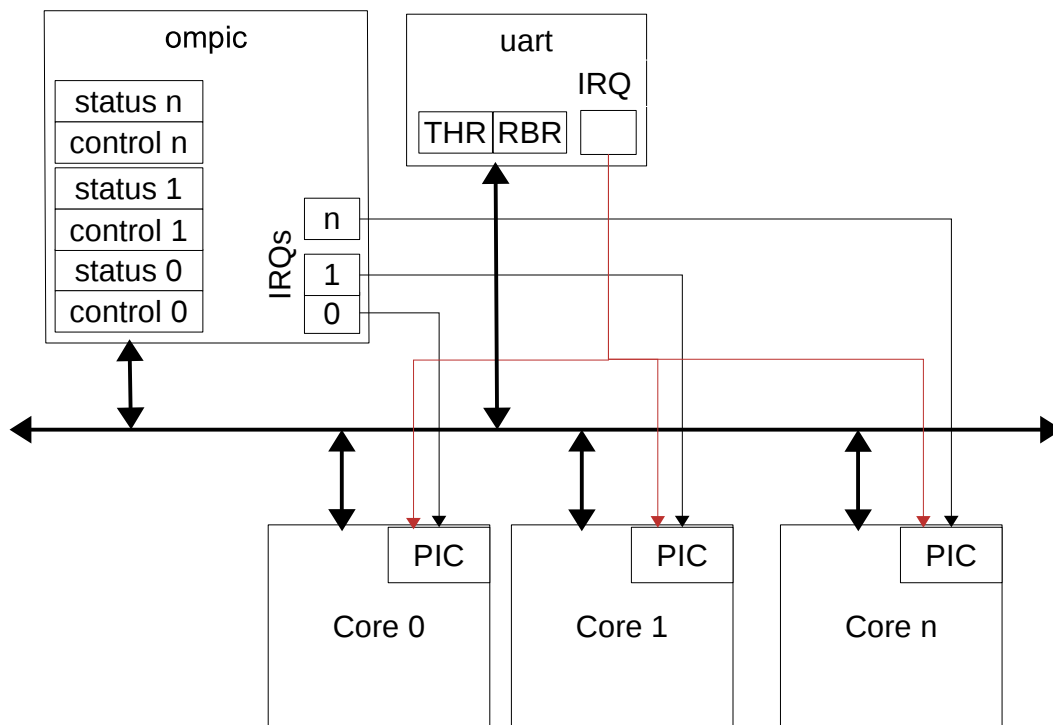 ompic
status n
control n
status 1
control 1
status 0
control 0
IRQs
n
1
0
uart
IRQ
THR RBR
PIC
Core 0
PIC
Core 1
PIC
Core n